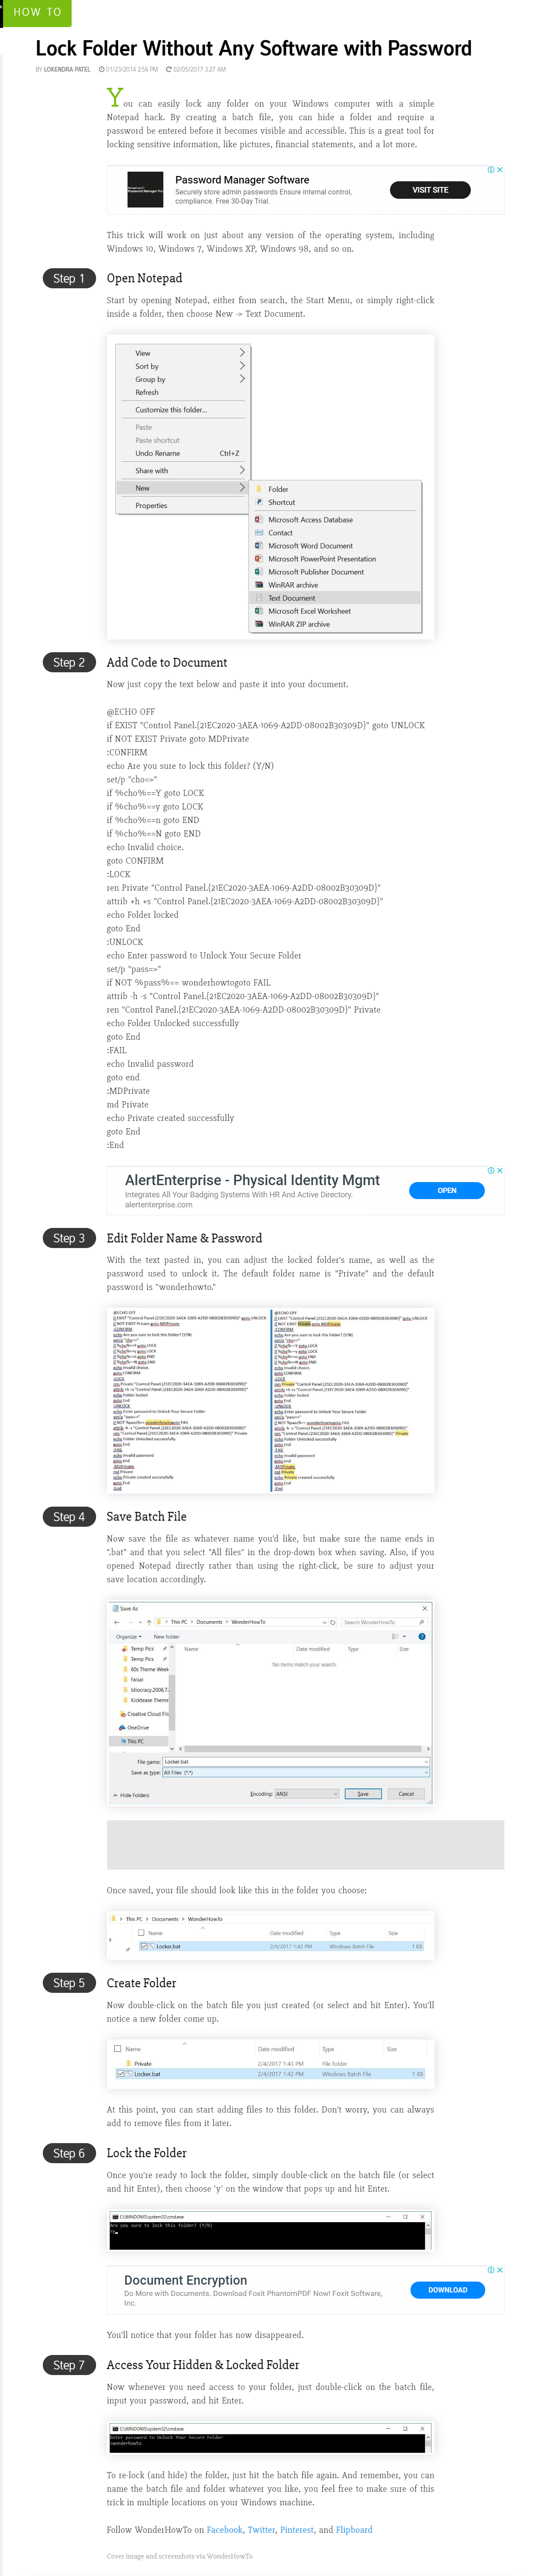 HOW TO
Lock Folder Without Any Software with Password
BY LOKENDRA PATEL 01/23/2014 2:56 PM 02/05/2017 3:27 AM
You can easily lock any folder on your Windows computer with a simple
Notepad hack. By creating a batch file, you can hide a folder and require a
password be entered before it becomes visible and accessible. This is a great tool for
locking sensitive information, like pictures, financial statements, and a lot more.
Password Manager Software
Securely store admin passwords Ensure internal control,
compliance. Free 30-Day Trial.
VISIT SITE
This trick will work on just about any version of the operating system, including
Windows 10, Windows 7, Windows XP, Windows 98, and so on.
Step 1 Open Notepad
Start by opening Notepad, either from search, the Start Menu, or simply right-click
inside a folder, then choose New -> Text Document.
View
Sort by
Group by
Refresh
Customize this folder...
Paste
Paste shortcut
Undo Rename Ctrl+Z
Share with
New
Properties
Folder
Shortcut
Microsoft Access Database
Contact
Microsoft Word Document
Microsoft PowerPoint Presentation
Microsoft Publisher Document
WinRAR archive
Text Document
Microsoft Excel Worksheet
WinRAR ZIP archive
Step 2 Add Code to Document
Now just copy the text below and paste it into your document.
@ECHO OFF
if EXIST "Control Panel.{21EC2020-3AEA-1069-A2DD-08002B30309D}" goto UNLOCK
if NOT EXIST Private goto MDPrivate
:CONFIRM
echo Are you sure to lock this folder? (Y/N)
set/p "cho=>"
if %cho%==Y goto LOCK
if %cho%==y goto LOCK
if %cho%==n goto END
if %cho%==N goto END
echo Invalid choice.
goto CONFIRM
:LOCK
ren Private "Control Panel.{21EC2020-3AEA-1069-A2DD-08002B30309D}"
attrib +h +s "Control Panel.{21EC2020-3AEA-1069-A2DD-08002B30309D}"
echo Folder locked
goto End
:UNLOCK
echo Enter password to Unlock Your Secure Folder
set/p "pass=>"
if NOT %pass%== wonderhowtogoto FAIL
attrib -h -s "Control Panel.{21EC2020-3AEA-1069-A2DD-08002B30309D}"
ren "Control Panel.{21EC2020-3AEA-1069-A2DD-08002B30309D}" Private
echo Folder Unlocked successfully
goto End
:FAIL
echo Invalid password
goto end
:MDPrivate
md Private
echo Private created successfully
goto End
:End
AlertEnterprise - Physical Identity Mgmt
Integrates All Your Badging Systems With HR And Active Directory.
alertenterprise.com
OPEN
Step 3 Edit Folder Name & Password
With the text pasted in, you can adjust the locked folder's name, as well as the
password used to unlock it. The default folder name is "Private" and the default
password is "wonderhowto."
Step 4 Save Batch File
Now save the file as whatever name you'd like, but make sure the name ends in
".bat" and that you select "All files" in the drop-down box when saving. Also, if you
opened Notepad directly rather than using the right-click, be sure to adjust your
save location accordingly.
Save As
This PC > Documents > WonderHowTo Search WonderHowTo
Organize New folder
Name Date modified Type Size
No items match your search.
Temp Pics
Temp Pics
60s Theme Week
Faisal
Idiocracy.2006.7
Kicktease Theme
Creative Cloud Fil
OneDrive
This PC
File name: Locker.bat
Save as type: All Files (*.*)
Hide Folders Encoding: ANSI Save Cancel
Once saved, your file should look like this in the folder you choose:
This PC > Documents > WonderHowTo
Name Date modified Type Size
Locker.bat 2/4/2017 1:42 PM Windows Batch File 1 KB
Step 5 Create Folder
Now double-click on the batch file you just created (or select and hit Enter). You'll
notice a new folder come up.
Name Date modified Type Size
Private 2/4/2017 1:43 PM File folder
Locker.bat 2/4/2017 1:42 PM Windows Batch File 1 KB
At this point, you can start adding files to this folder. Don't worry, you can always
add to remove files from it later.
Step 6 Lock the Folder
Once you're ready to lock the folder, simply double-click on the batch file (or select
and hit Enter), then choose 'y' on the window that pops up and hit Enter.
C:\WINDOWS\system32\cmd.exe
Are you sure to lock this folder? (Y/N)
Document Encryption
Do More with Documents. Download Foxit PhantomPDF Now! Foxit Software,
Inc.
DOWNLOAD
You'll notice that your folder has now disappeared.
Step 7 Access Your Hidden & Locked Folder
Now whenever you need access to your folder, just double-click on the batch file,
input your password, and hit Enter.
C:\WINDOWS\system32\cmd.exe
Enter password to Unlock Your Secure Folder
>wonderhowto
To re-lock (and hide) the folder, just hit the batch file again. And remember, you can
name the batch file and folder whatever you like, you feel free to make sure of this
trick in multiple locations on your Windows machine.
Follow WonderHowTo on Facebook, Twitter, Pinterest, and Flipboard
Cover image and screenshots via WonderHowTo